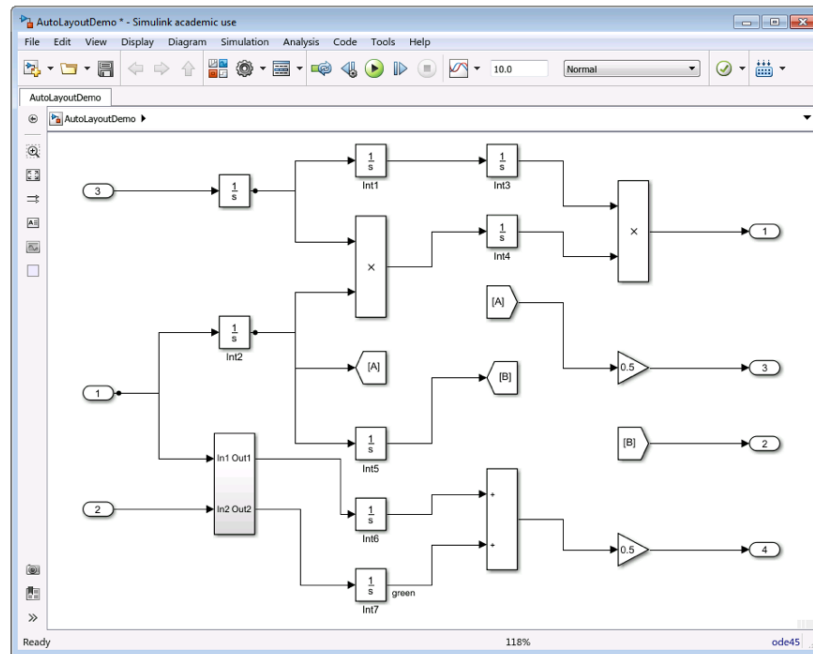 AutoLayoutDemo * - Simulink academic use
File Edit View Display Diagram Simulation Analysis Code Tools Help
10.0 Normal
AutoLayoutDemo
AutoLayoutDemo
3
1
s
1
s
Int1
1
s
Int3
×
1
×
1
s
Int4
[A]
1
s
Int2
[A]
[B]
0.5
3
1
1
s
Int5
[B]
2
In1 Out1
In2 Out2
2
1
s
Int6
+
+
0.5
4
1
s
Int7
green
Ready 118% ode45